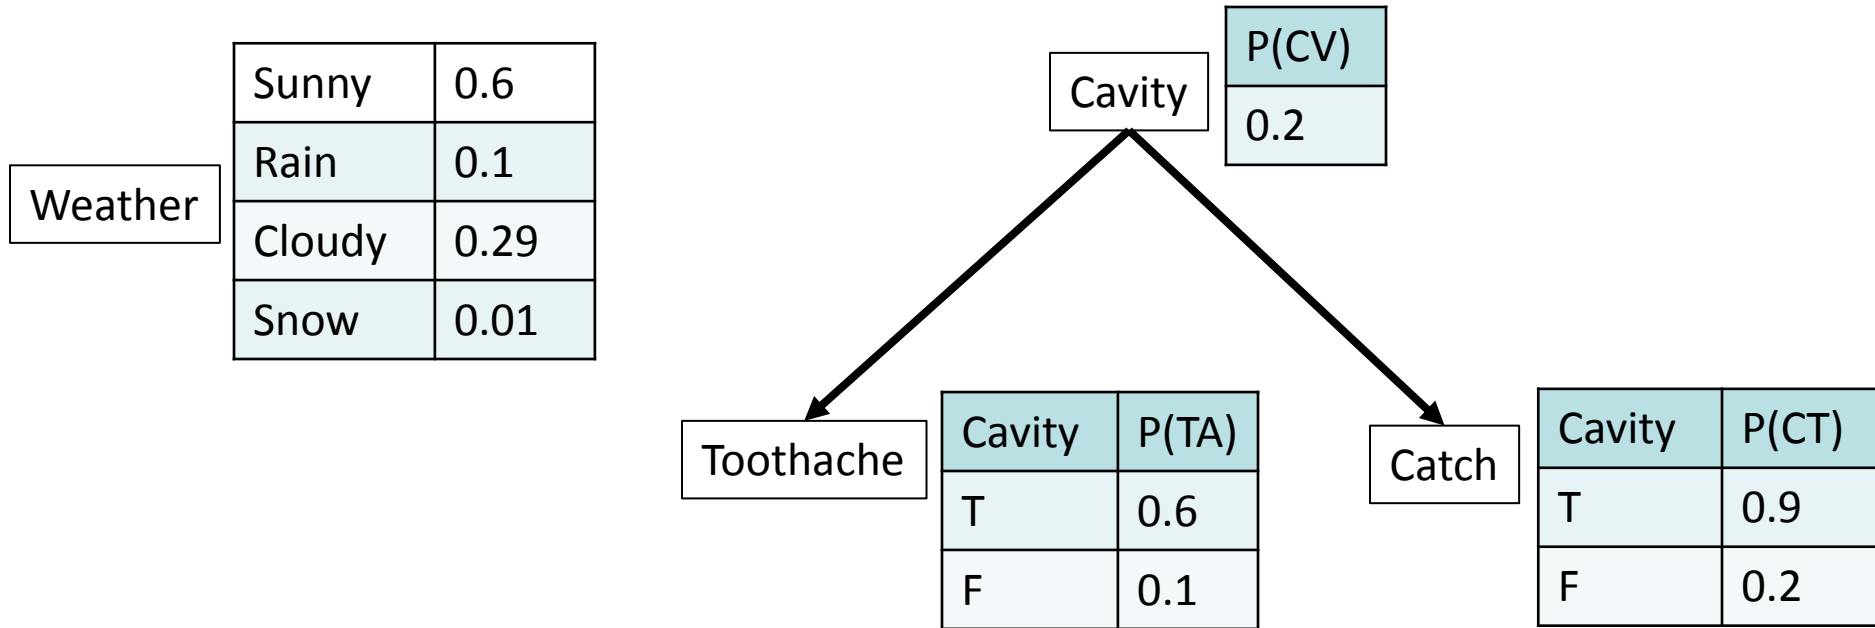 Weather
Sunny 0.6
Rain 0.1
Cloudy 0.29
Snow 0.01
Cavity
P(CV)
0.2
Toothache
Cavity P(TA)
T 0.6
F 0.1
Catch
Cavity P(CT)
T 0.9
F 0.2